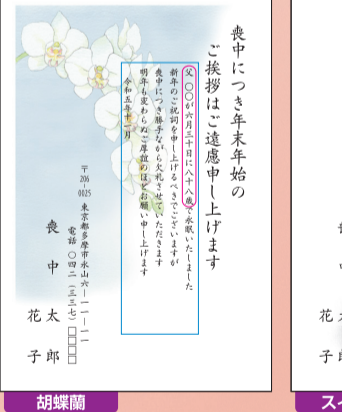 喪中につき年末年始の
ご挨拶はご遠慮申し上げます
父 〇〇が六月三十日に八十八歳で永眠いたしました
新年のご祝詞を申し上げるべきでございますが
喪中につき勝手ながら欠礼させていただきます
明年も変わらぬご厚誼のほどお願い申し上げます
令和五年十二月
〒206-0025 東京都多摩市永山六ー一一ー一一
電話 〇四二(三三七)□□□□
喪中 太郎
花子
胡蝶蘭
スイ